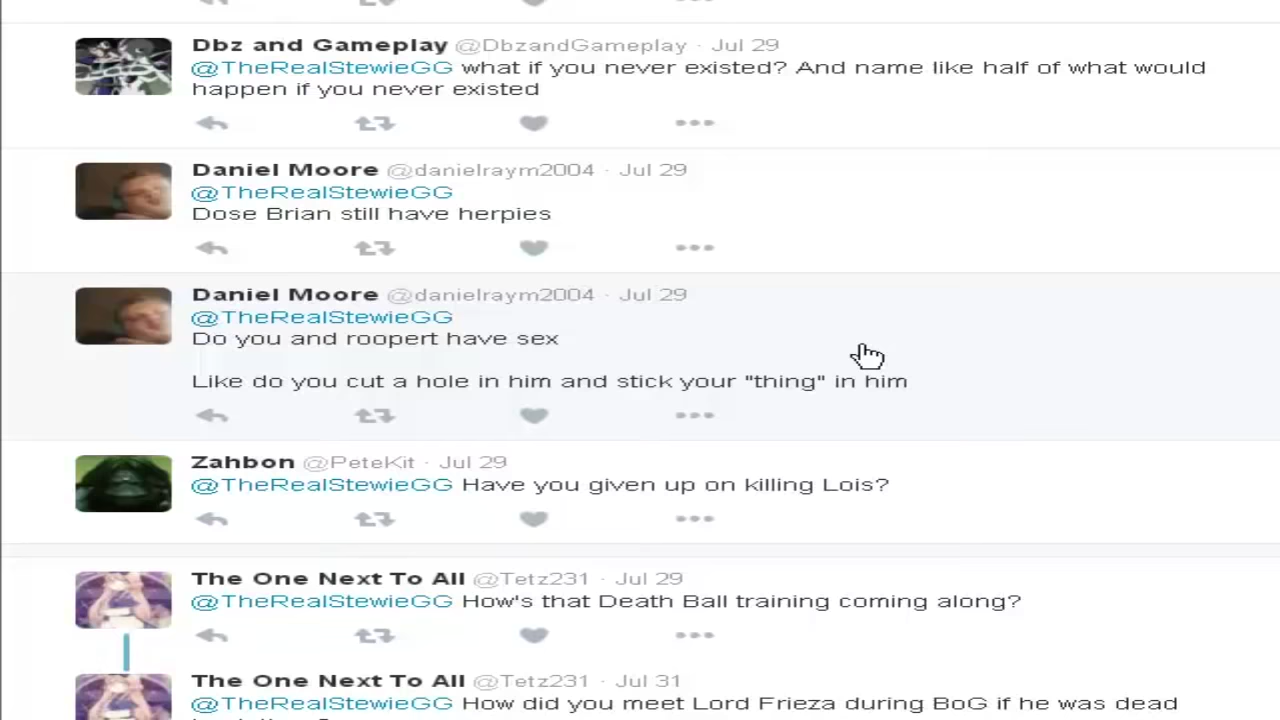 Dbz and Gameplay @DbzandGameplay · Jul 29
@TheRealStewieGG what if you never existed? And name like half of what would
happen if you never existed
Daniel Moore @danielraym2004 · Jul 29
@TheRealStewieGG
Dose Brian still have herpies
Daniel Moore @danielraym2004 · Jul 29
@TheRealStewieGG
Do you and roopert have sex
Like do you cut a hole in him and stick your "thing" in him
Zahbon @PeteKit · Jul 29
@TheRealStewieGG Have you given up on killing Lois?
The One Next To All @Tetz231 · Jul 29
@TheRealStewieGG How's that Death Ball training coming along?
The One Next To All @Tetz231 · Jul 31
@TheRealStewieGG How did you meet Lord Frieza during BoG if he was dead